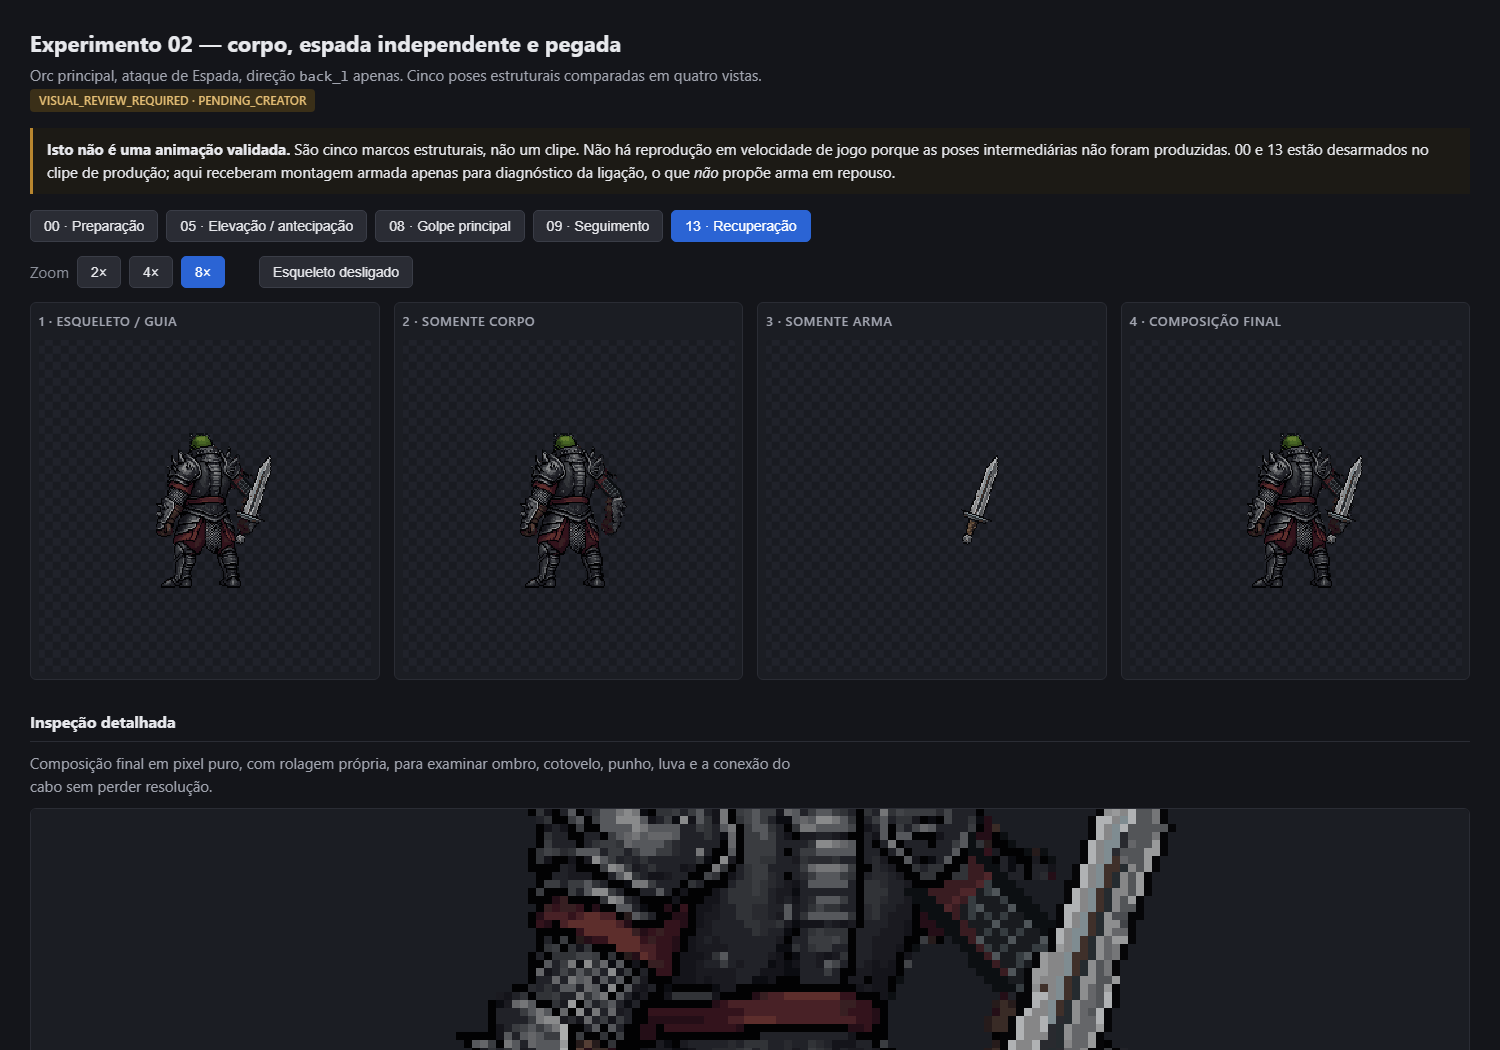 Experimento 02 — corpo, espada independente e pegada
Orc principal, ataque de Espada, direção back_l apenas. Cinco poses estruturais comparadas em quatro vistas.
VISUAL_REVIEW_REQUIRED · PENDING_CREATOR
Isto não é uma animação validada. São cinco marcos estruturais, não um clipe. Não há reprodução em velocidade de jogo porque as poses intermediárias não foram produzidas. 00 e 13 estão desarmados no
clipe de produção; aqui receberam montagem armada apenas para diagnóstico da ligação, o que não propõe arma em repouso.
00 · Preparação
05 · Elevação / antecipação
08 · Golpe principal
09 · Seguimento
13 · Recuperação
Zoom
2×
4×
8×
Esqueleto desligado
1 · ESQUELETO / GUIA
2 · SOMENTE CORPO
3 · SOMENTE ARMA
4 · COMPOSIÇÃO FINAL
Inspeção detalhada
Composição final em pixel puro, com rolagem própria, para examinar ombro, cotovelo, punho, luva e a conexão do
cabo sem perder resolução.